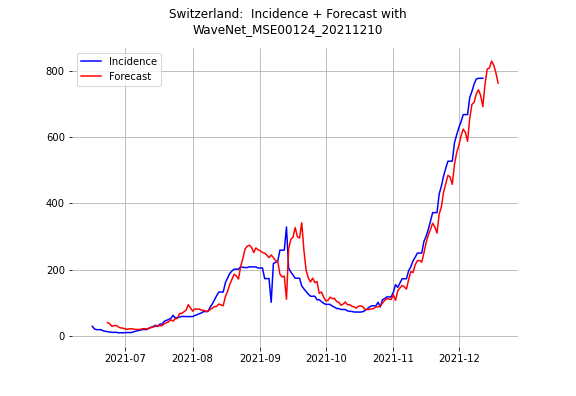 Switzerland:  Incidence + Forecast with
WaveNet_MSE00124_20211210
Incidence
Forecast
800
600
400
200
0
2021-07
2021-08
2021-09
2021-10
2021-11
2021-12